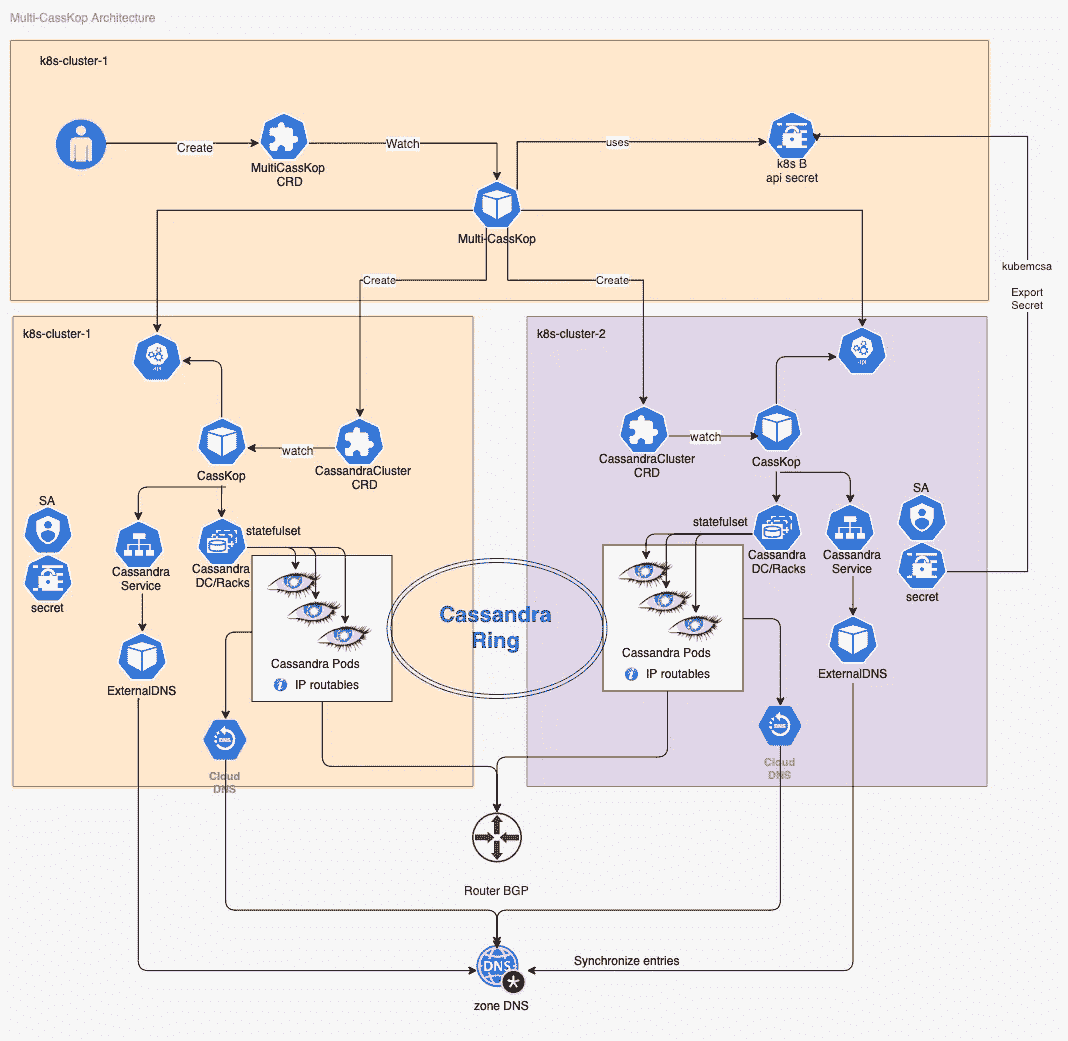 Multi-CassKop Architecture
k8s-cluster-1
Create
MultiCassKop
CRD
Watch
uses
k8s B
api secret
Multi-CassKop
Create
Create
kubemcsa
Export
Secret
k8s-cluster-1
api
CassKop
watch
CassandraCluster
CRD
SA
secret
Cassandra
Service
Cassandra
DC/Racks
statefulset
Cassandra Pods
IP routables
ExternalDNS
DNS
Cloud
DNS
Cassandra
Ring
k8s-cluster-2
api
CassandraCluster
CRD
watch
CassKop
statefulset
Cassandra
DC/Racks
Cassandra
Service
SA
secret
Cassandra Pods
IP routables
ExternalDNS
DNS
Cloud
DNS
Router BGP
DNS
Synchronize entries
zone DNS